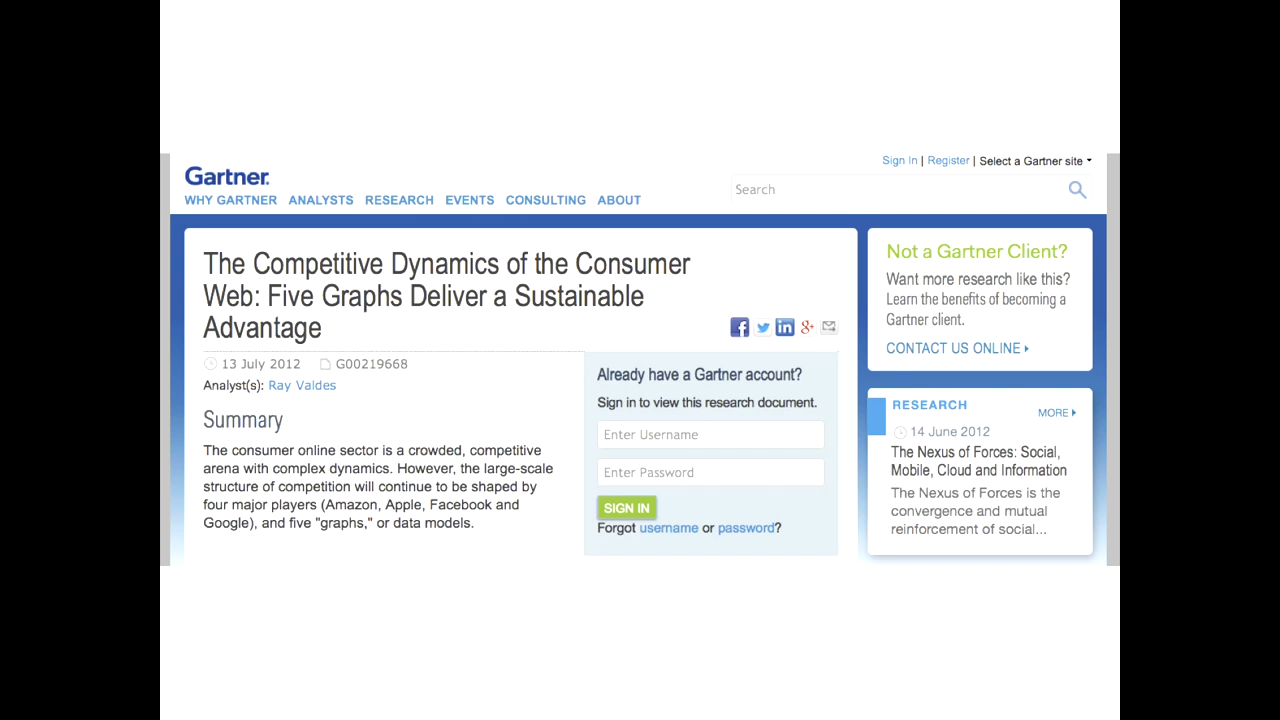 Sign In | Register | Select a Gartner site
Gartner.
Search
WHY GARTNER ANALYSTS RESEARCH EVENTS CONSULTING ABOUT
The Competitive Dynamics of the Consumer
Web: Five Graphs Deliver a Sustainable
Advantage
13 July 2012 G00219668
Analyst(s): Ray Valdes
Summary
The consumer online sector is a crowded, competitive
arena with complex dynamics. However, the large-scale
structure of competition will continue to be shaped by
four major players (Amazon, Apple, Facebook and
Google), and five "graphs," or data models.
Already have a Gartner account?
Sign in to view this research document.
Enter Username
Enter Password
SIGN IN
Forgot username or password?
Not a Gartner Client?
Want more research like this?
Learn the benefits of becoming a
Gartner client.
CONTACT US ONLINE
RESEARCH
MORE
14 June 2012
The Nexus of Forces: Social,
Mobile, Cloud and Information
The Nexus of Forces is the
convergence and mutual
reinforcement of social...